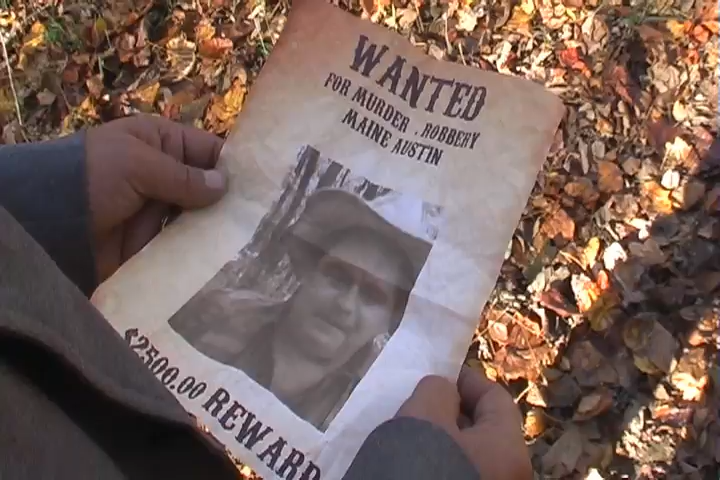 WANTED
FOR MURDER , ROBBERY
MAINE AUSTIN
$2500.00 REWARD